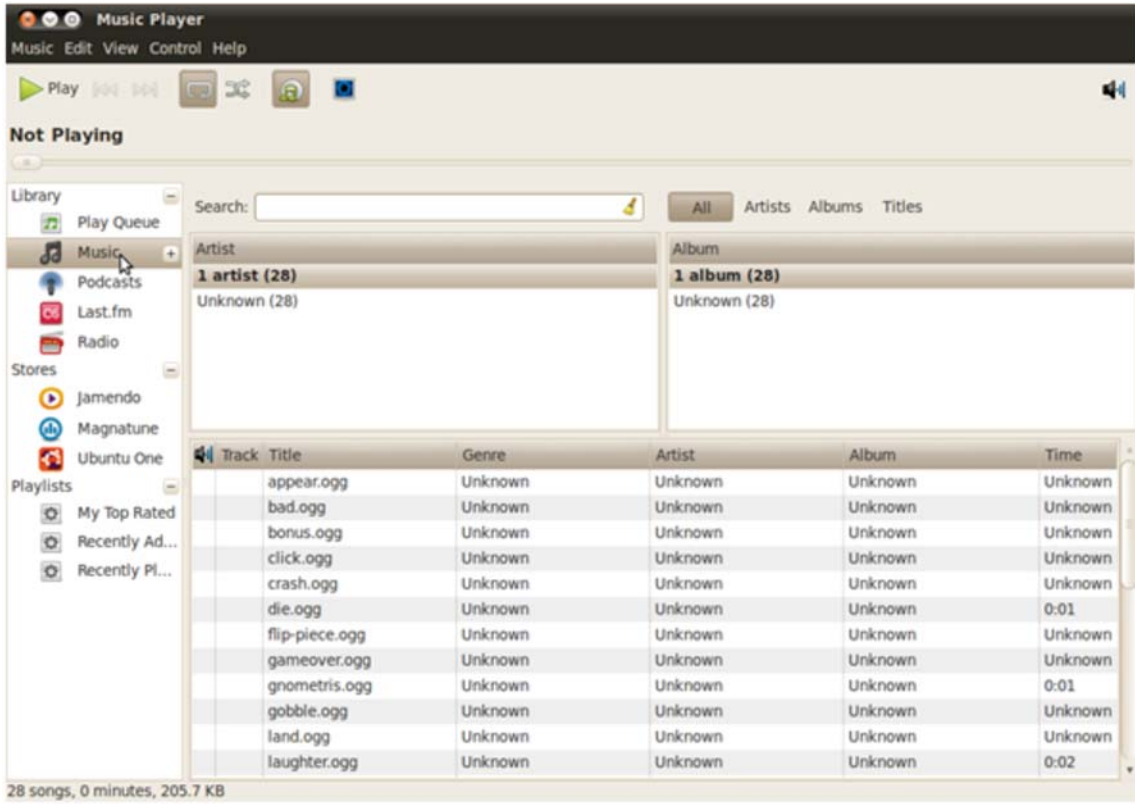 Music Player
Music Edit View Control Help
Play
Not Playing
Library
Play Queue
Music
Podcasts
Last.fm
Radio
Stores
Jamendo
Magnatune
Ubuntu One
Playlists
My Top Rated
Recently Ad...
Recently Pl...
Search:
All Artists Albums Titles
Artist
1 artist (28)
Unknown (28)
Album
1 album (28)
Unknown (28)
Track Title Genre Artist Album Time
appear.ogg Unknown Unknown Unknown Unknown
bad.ogg Unknown Unknown Unknown Unknown
bonus.ogg Unknown Unknown Unknown Unknown
click.ogg Unknown Unknown Unknown Unknown
crash.ogg Unknown Unknown Unknown Unknown
die.ogg Unknown Unknown Unknown 0:01
flip-piece.ogg Unknown Unknown Unknown Unknown
gameover.ogg Unknown Unknown Unknown Unknown
gnometris.ogg Unknown Unknown Unknown 0:01
gobble.ogg Unknown Unknown Unknown Unknown
land.ogg Unknown Unknown Unknown Unknown
laughter.ogg Unknown Unknown Unknown 0:02
28 songs, 0 minutes, 205.7 KB